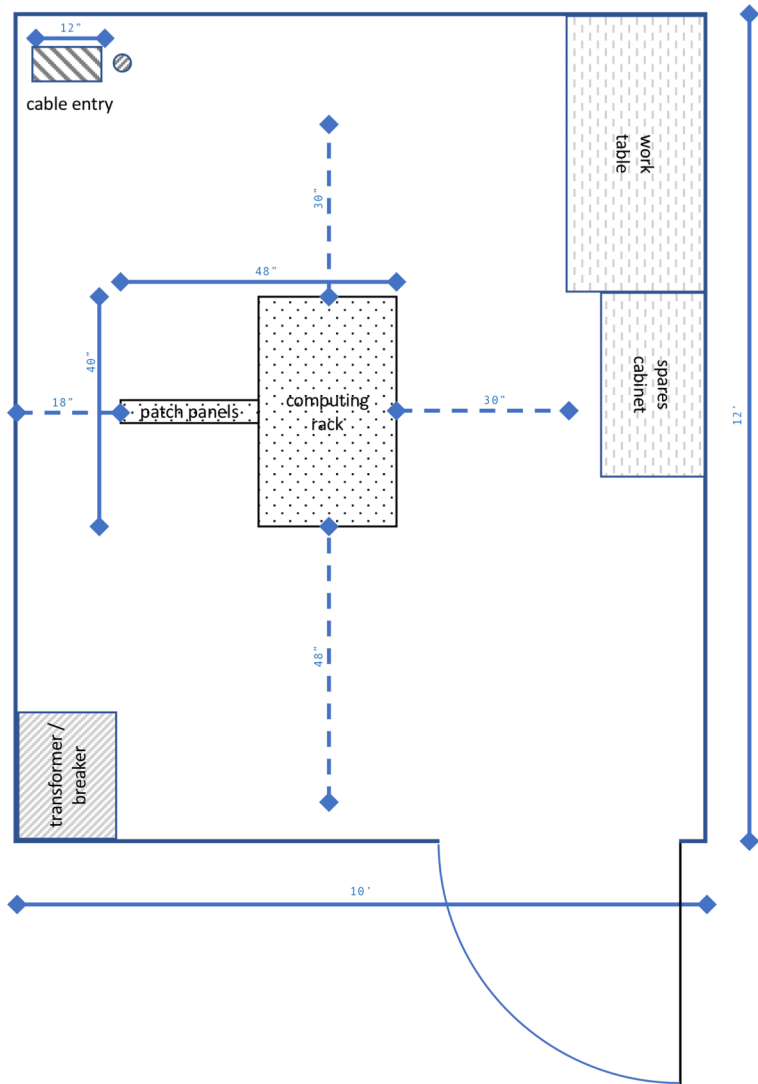 12"
cable entry
30"
work
table
48"
40"
computing
rack
patch panels
18"
30"
spares
cabinet
12'
48"
transformer /
breaker
10'